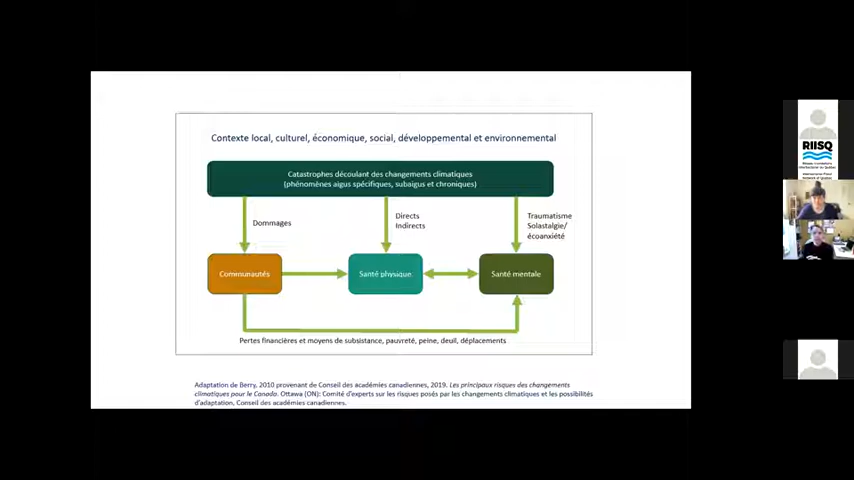 Contexte local, culturel, économique, social, développemental et environnemental
Catastrophes découlant des changements climatiques
(phénomènes aigus spécifiques, subaigus et chroniques)
Dommages
Directs
Indirects
Traumatisme
Solastalgie/
écoanxiété
Communautés
Santé physique
Santé mentale
Pertes financières et moyens de subsistance, pauvreté, peine, deuil, déplacements
Adaptation de Berry, 2010 provenant de Conseil des académies canadiennes, 2019. Les principaux risques des changements
climatiques pour le Canada. Ottawa (ON): Comité d'experts sur les risques posés par les changements climatiques et les possibilités
d'adaptation, Conseil des académies canadiennes.
RIISQ